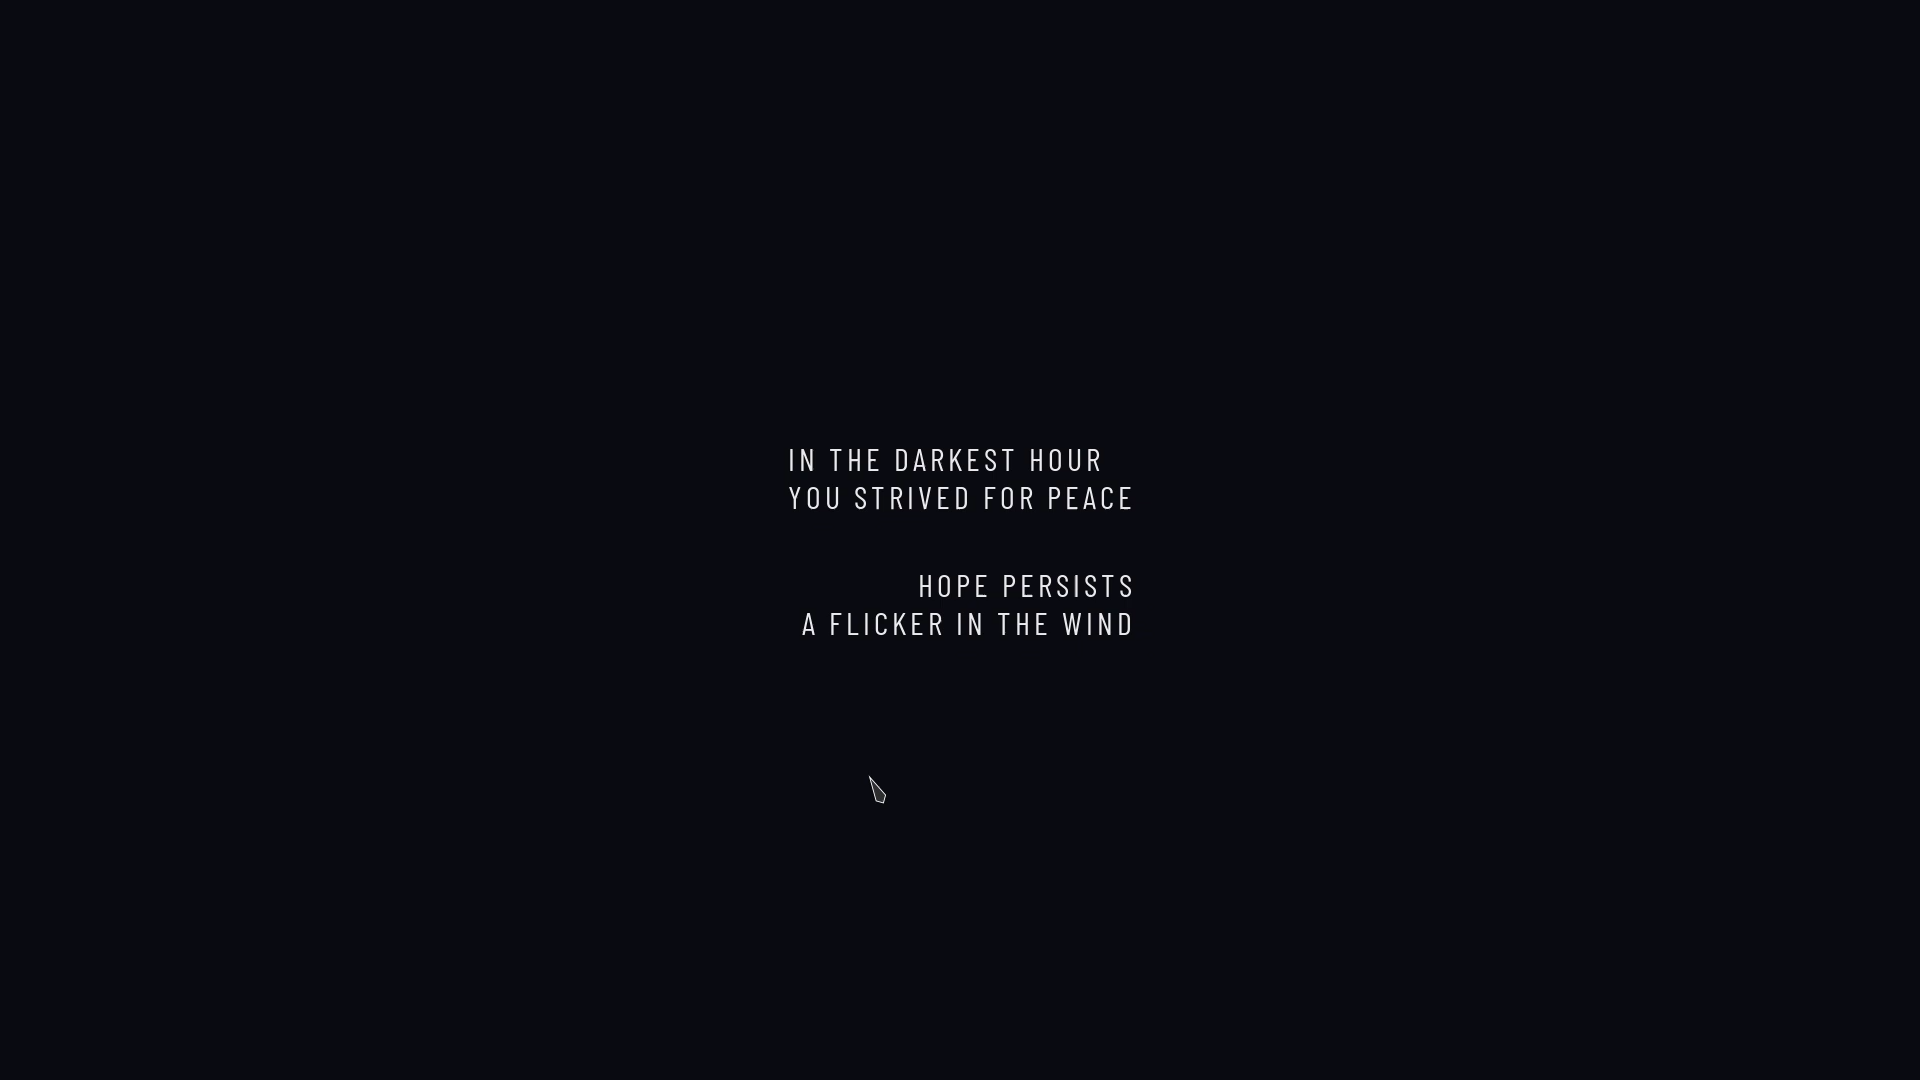 IN THE DARKEST HOUR
YOU STRIVED FOR PEACE
HOPE PERSISTS
A FLICKER IN THE WIND